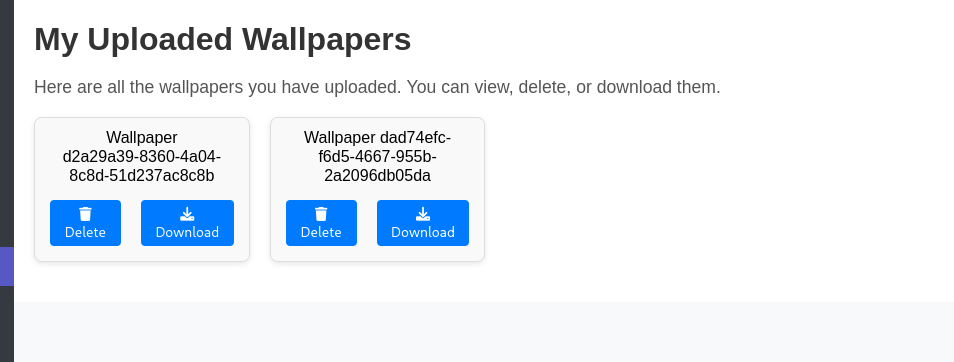 My Uploaded Wallpapers
Here are all the wallpapers you have uploaded. You can view, delete, or download them.
Wallpaper
d2a29a39-8360-4a04-
8c8d-51d237ac8c8b
Delete
Download
Wallpaper dad74efc-
f6d5-4667-955b-
2a2096db05da
Delete
Download